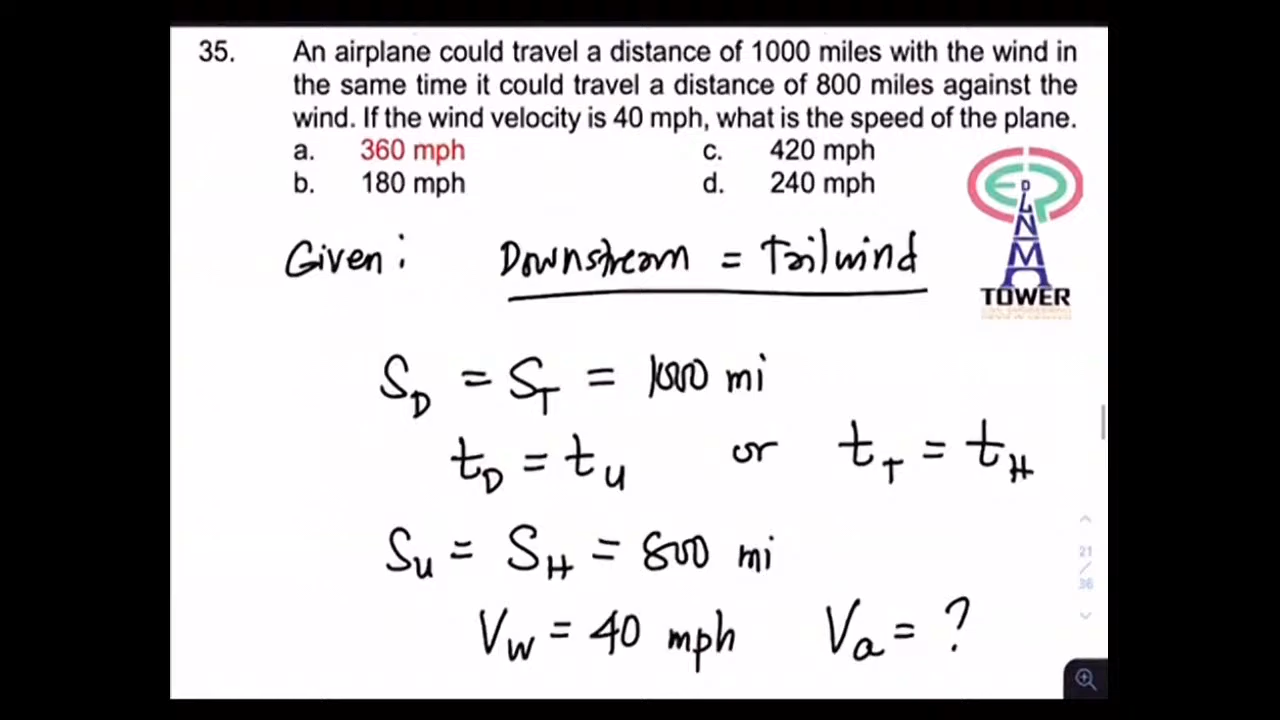 35. An airplane could travel a distance of 1000 miles with the wind in
the same time it could travel a distance of 800 miles against the
wind. If the wind velocity is 40 mph, what is the speed of the plane.
a. 360 mph c. 420 mph
b. 180 mph d. 240 mph
Given: Downstream = Tailwind
TOWER
S_D = S_T = 1000 mi
t_D = t_U or t_T = t_H
S_U = S_H = 800 mi
21
/
36
V_W = 40 mph V_a = ?